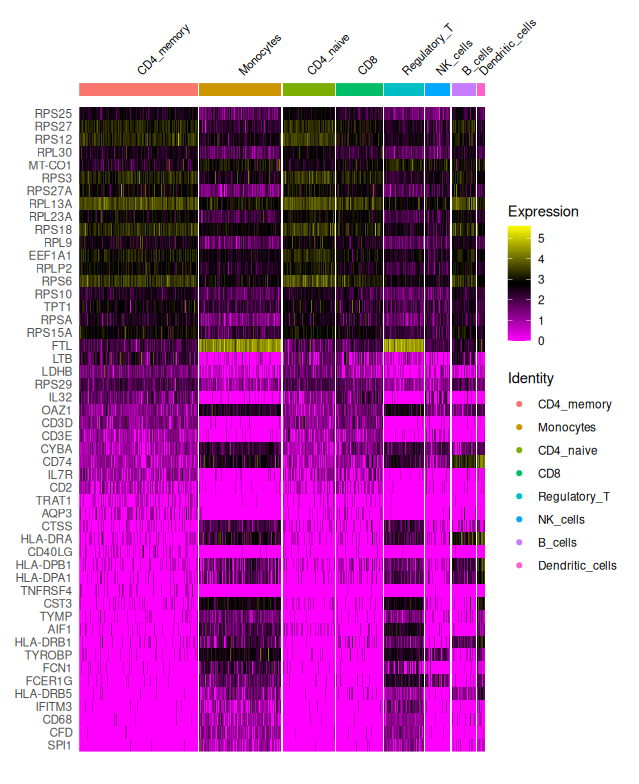 CD4_memory
Monocytes
CD4_naive
CD8
Regulatory_T
NK_cells
B_cells
Dendritic_cells
RPS25
RPS27
RPS12
RPL30
MT-CO1
RPS3
RPS27A
RPL13A
RPL23A
RPS18
RPL9
EEF1A1
RPLP2
RPS6
RPS10
TPT1
RPSA
RPS15A
FTL
LTB
LDHB
RPS29
IL32
OAZ1
CD3D
CD3E
CYBA
CD74
IL7R
CD2
TRAT1
AQP3
CTSS
HLA-DRA
CD40LG
HLA-DPB1
HLA-DPA1
TNFRSF4
CST3
TYMP
AIF1
HLA-DRB1
TYROBP
FCN1
FCER1G
HLA-DRB5
IFITM3
CD68
CFD
SPI1
Expression
5
4
3
2
1
0
Identity
CD4_memory
Monocytes
CD4_naive
CD8
Regulatory_T
NK_cells
B_cells
Dendritic_cells